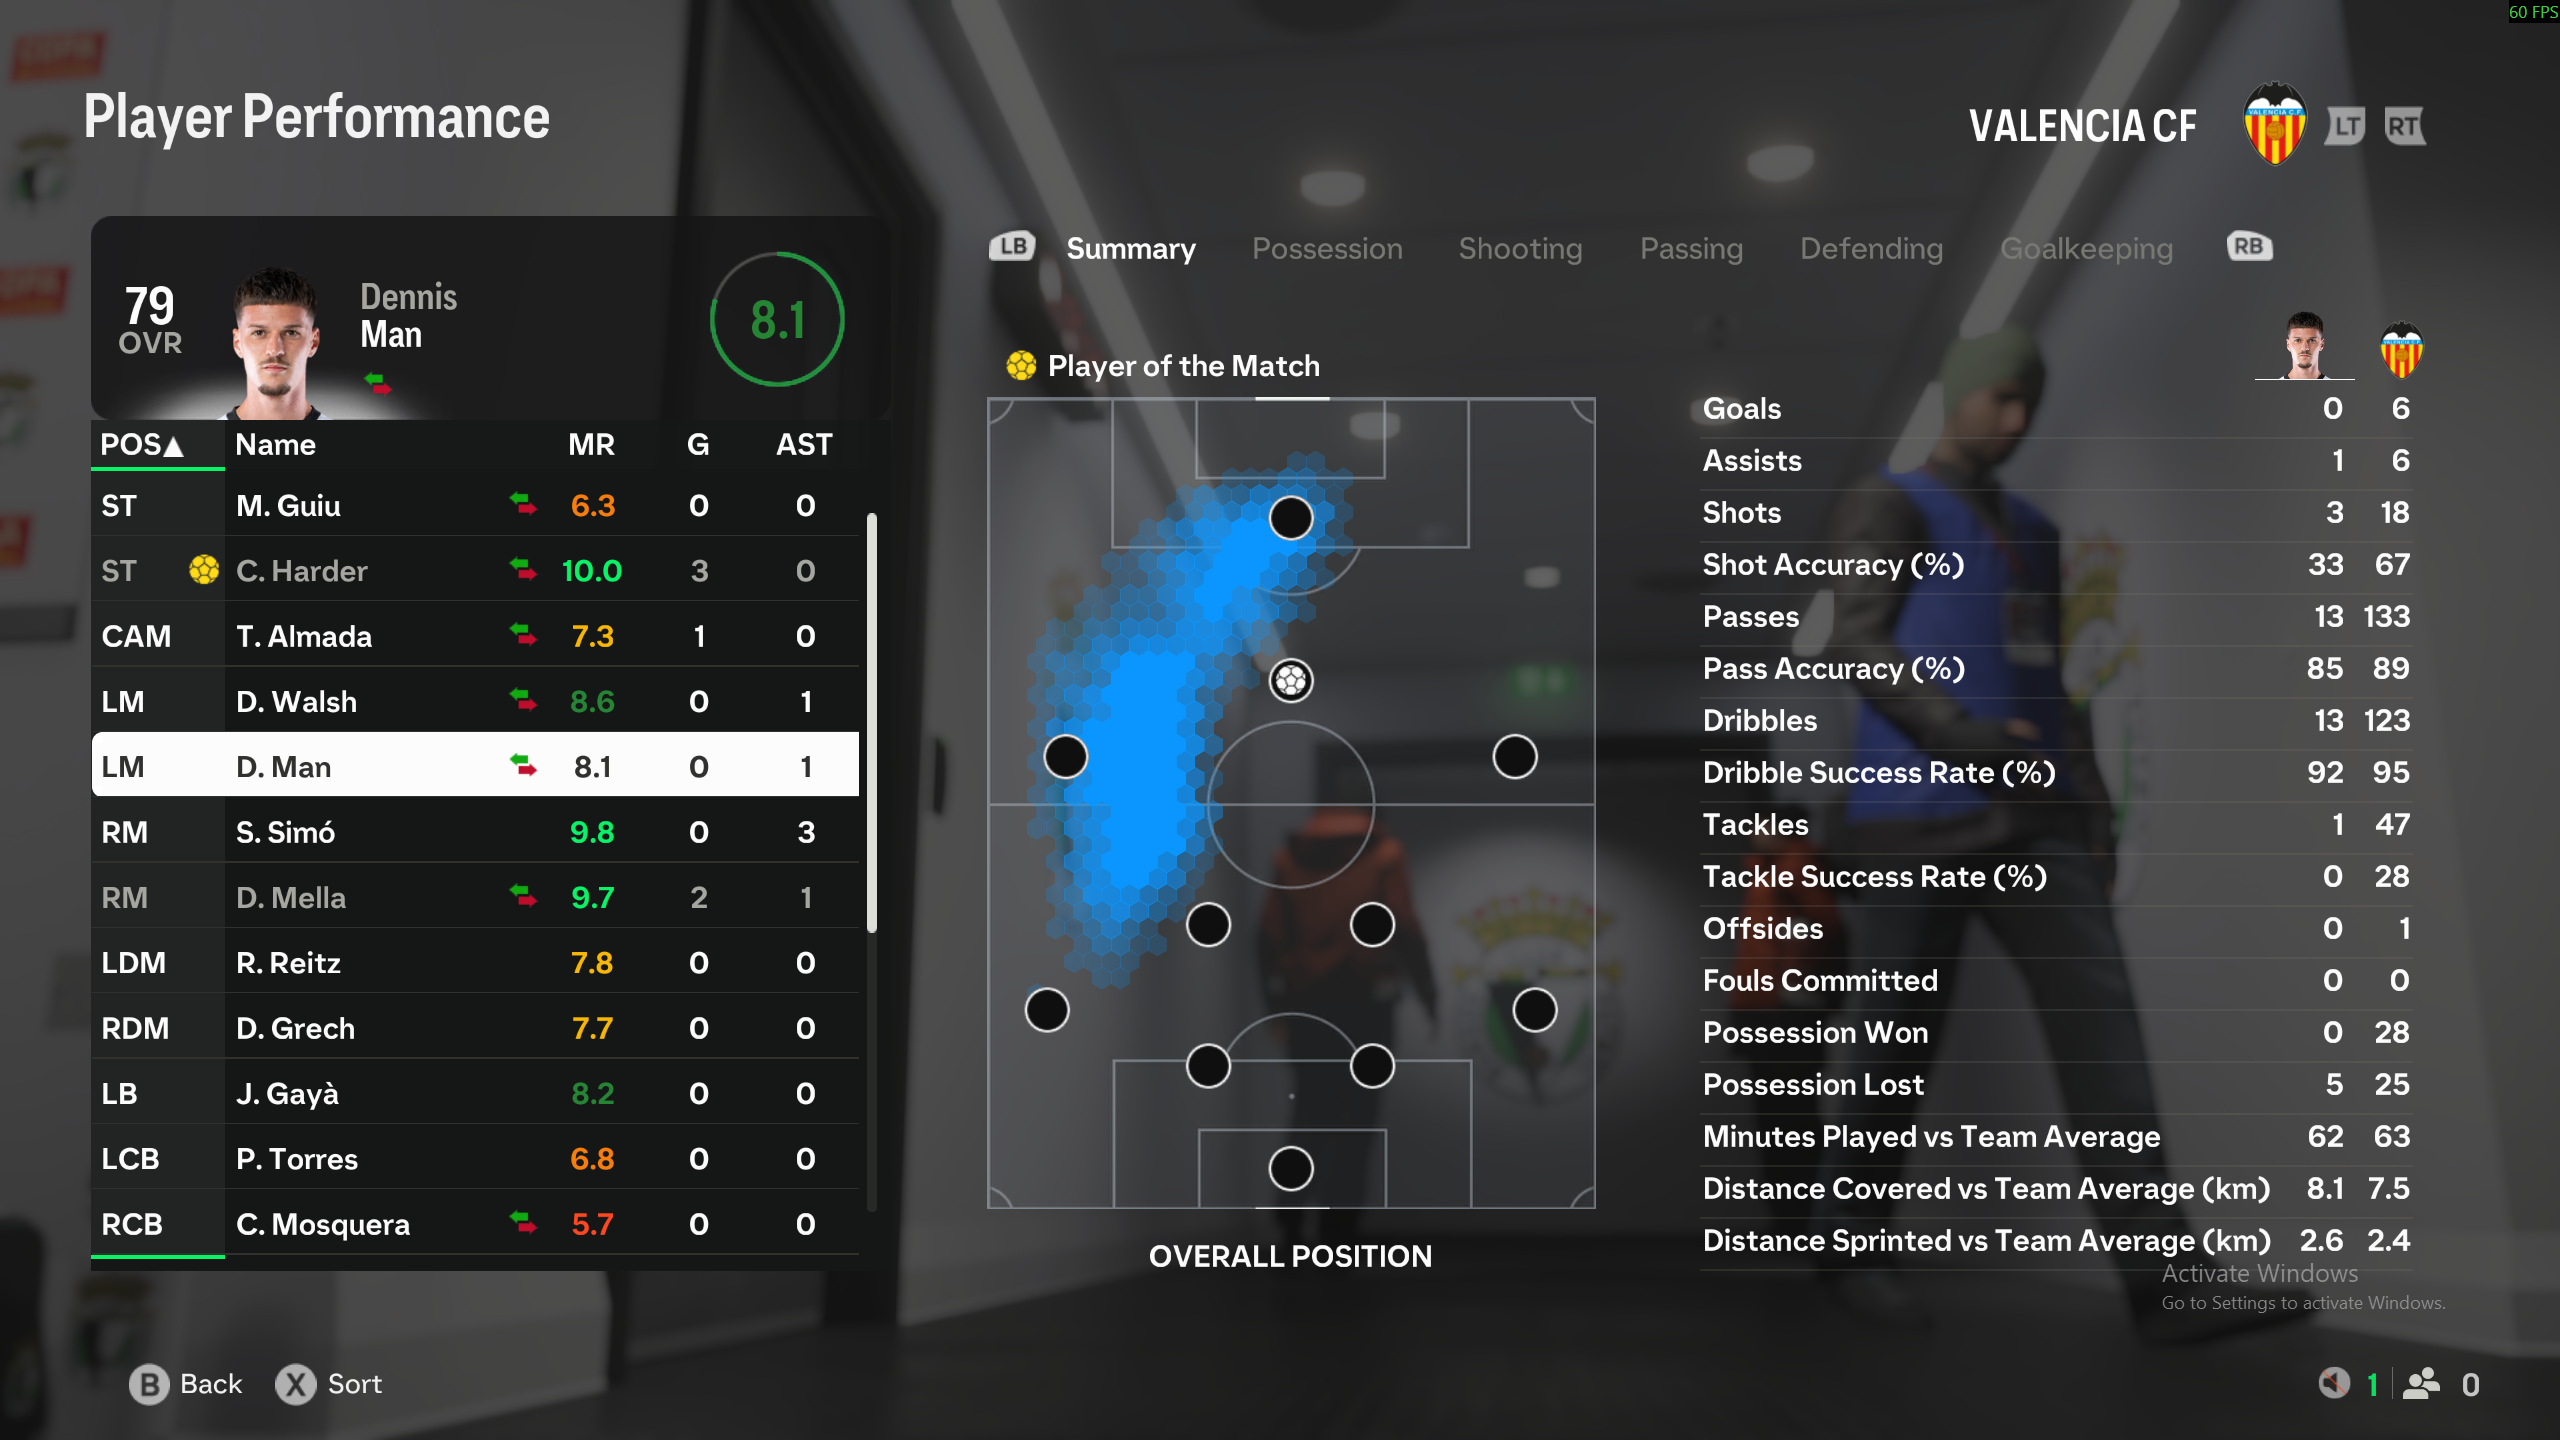 60 FPS
Player Performance
VALENCIA CF
LT RT
79
OVR
Dennis
Man
8.1
LB Summary Possession Shooting Passing Defending Goalkeeping RB
POS▲ Name MR G AST
ST M. Guiu 6.3 0 0
ST C. Harder 10.0 3 0
CAM T. Almada 7.3 1 0
LM D. Walsh 8.6 0 1
LM D. Man 8.1 0 1
RM S. Simó 9.8 0 3
RM D. Mella 9.7 2 1
LDM R. Reitz 7.8 0 0
RDM D. Grech 7.7 0 0
LB J. Gayà 8.2 0 0
LCB P. Torres 6.8 0 0
RCB C. Mosquera 5.7 0 0
Player of the Match
OVERALL POSITION
Goals 0 6
Assists 1 6
Shots 3 18
Shot Accuracy (%) 33 67
Passes 13 133
Pass Accuracy (%) 85 89
Dribbles 13 123
Dribble Success Rate (%) 92 95
Tackles 1 47
Tackle Success Rate (%) 0 28
Offsides 0 1
Fouls Committed 0 0
Possession Won 0 28
Possession Lost 5 25
Minutes Played vs Team Average 62 63
Distance Covered vs Team Average (km) 8.1 7.5
Distance Sprinted vs Team Average (km) 2.6 2.4
Activate Windows
Go to Settings to activate Windows.
B Back X Sort
1 0